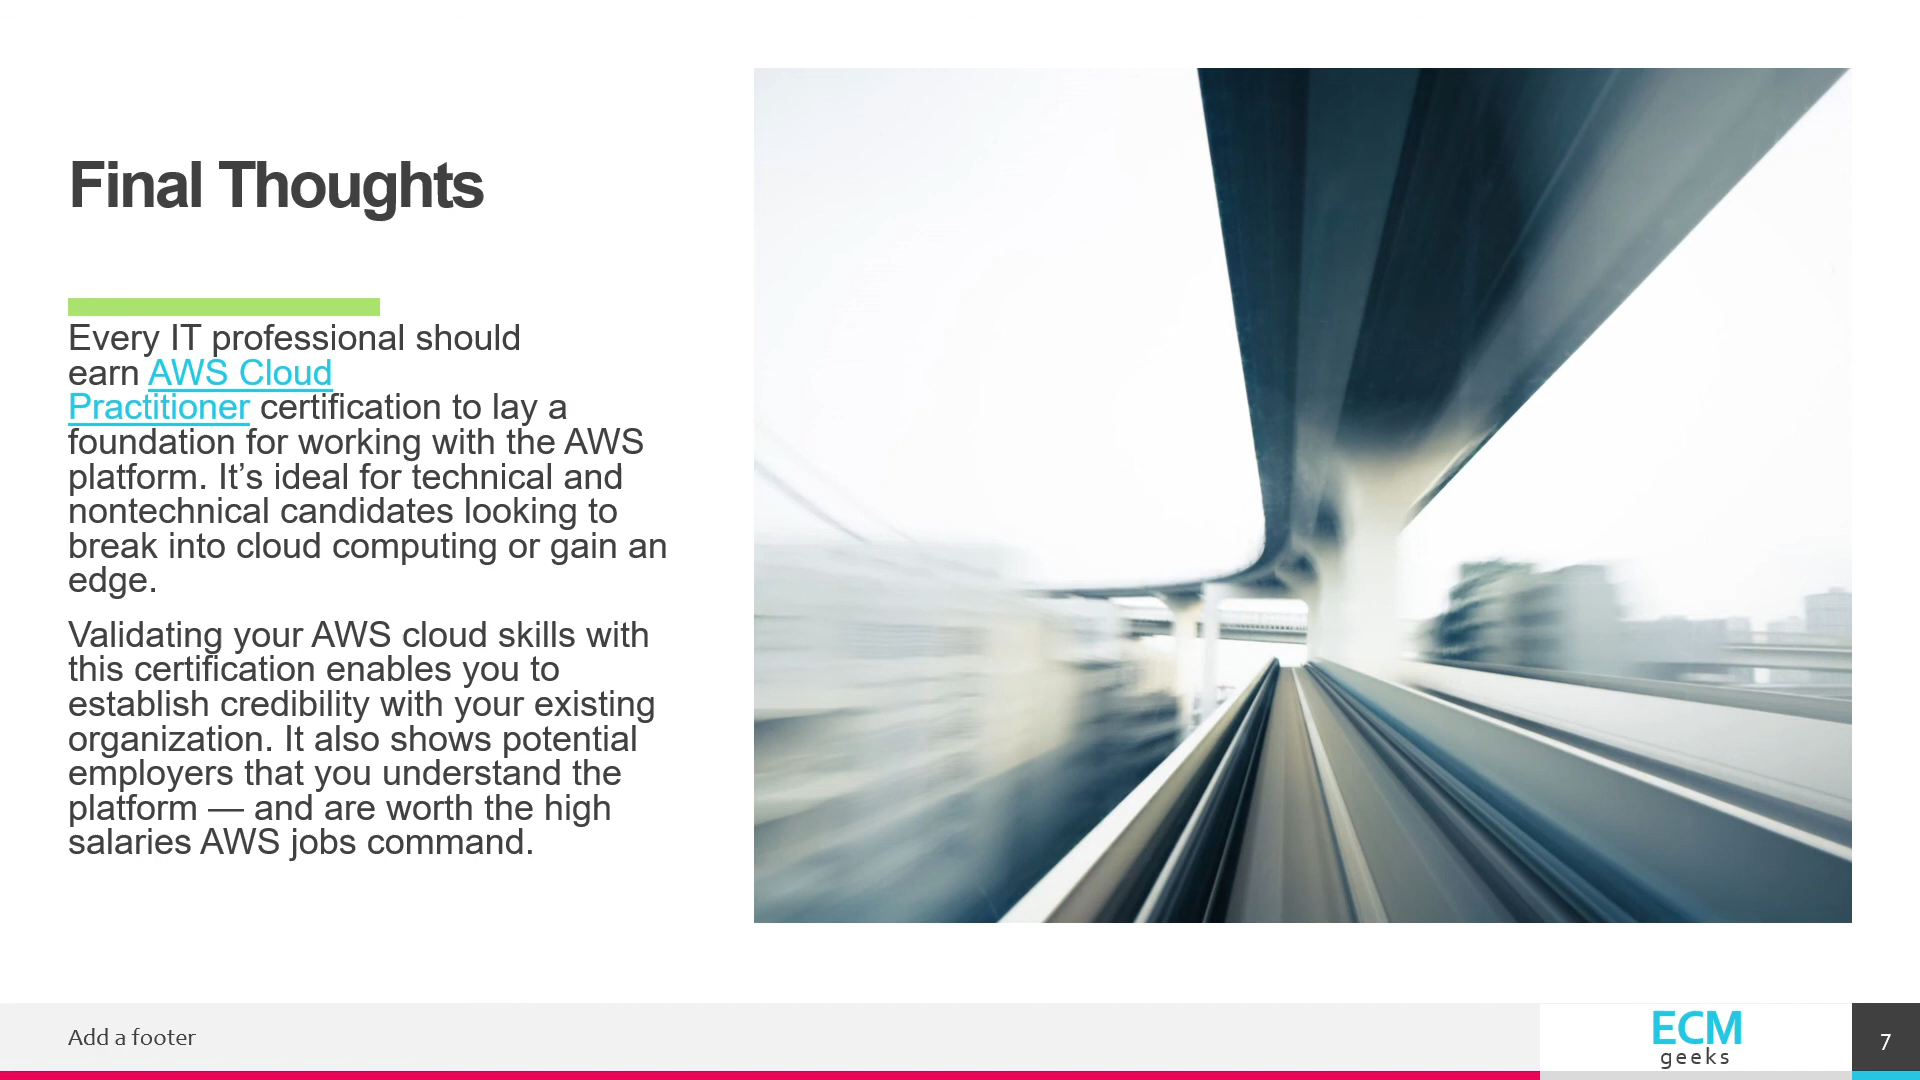 Final Thoughts
Every IT professional should
earn AWS Cloud
Practitioner certification to lay a
foundation for working with the AWS
platform. It’s ideal for technical and
nontechnical candidates looking to
break into cloud computing or gain an
edge.
Validating your AWS cloud skills with
this certification enables you to
establish credibility with your existing
organization. It also shows potential
employers that you understand the
platform — and are worth the high
salaries AWS jobs command.
Add a footer
ECM
geeks
7